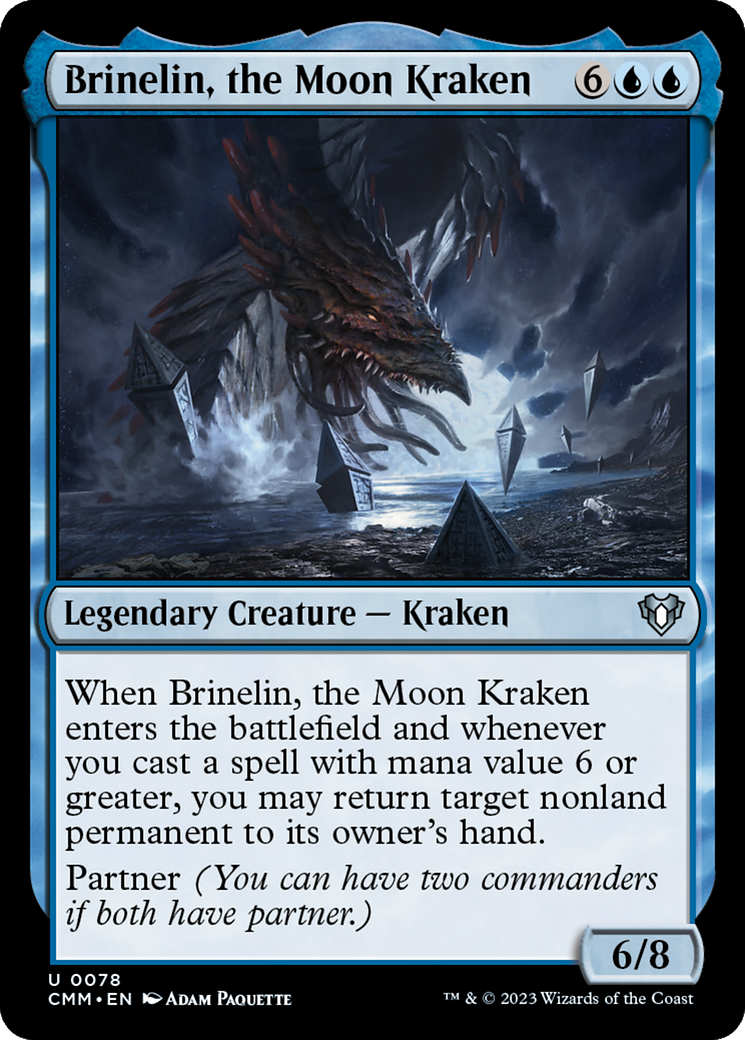 Brinelin, the Moon Kraken 6
Legendary Creature — Kraken
When Brinelin, the Moon Kraken
enters the battlefield and whenever
you cast a spell with mana value 6 or
greater, you may return target nonland
permanent to its owner's hand.
Partner (You can have two commanders
if both have partner.)
6/8
U 0078
CMM • EN Adam Paquette
™ & © 2023 Wizards of the Coast